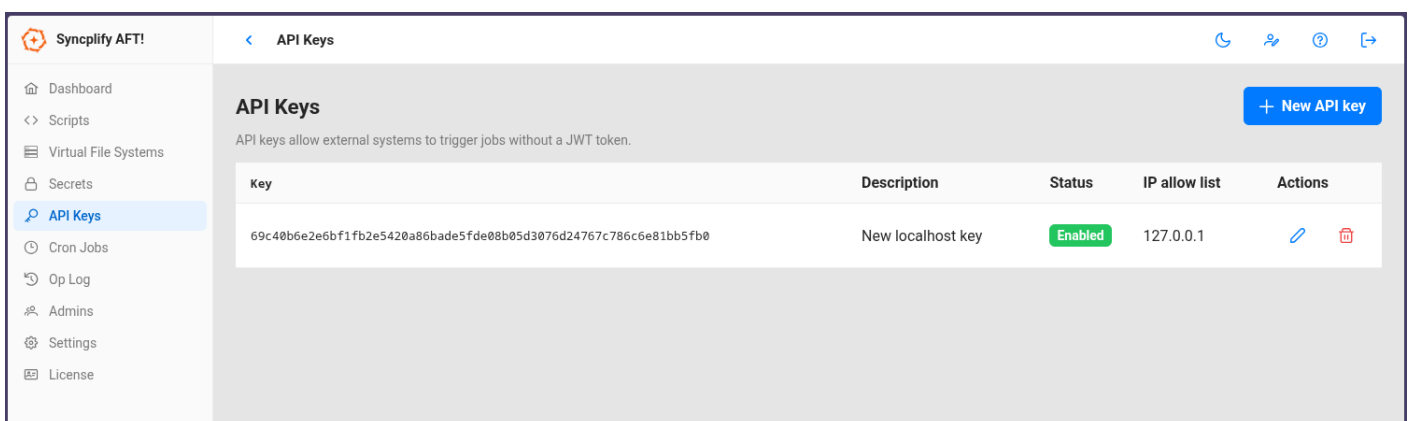 Syncplify AFT!
API Keys
Dashboard
Scripts
Virtual File Systems
Secrets
API Keys
Cron Jobs
Op Log
Admins
Settings
License
API Keys
New API key
API keys allow external systems to trigger jobs without a JWT token.
Key Description Status IP allow list Actions
69c40b6e2e6bf1fb2e5420a86bade5fde08b05d3076d24767c786c6e81bb5fb0 New localhost key Enabled 127.0.0.1